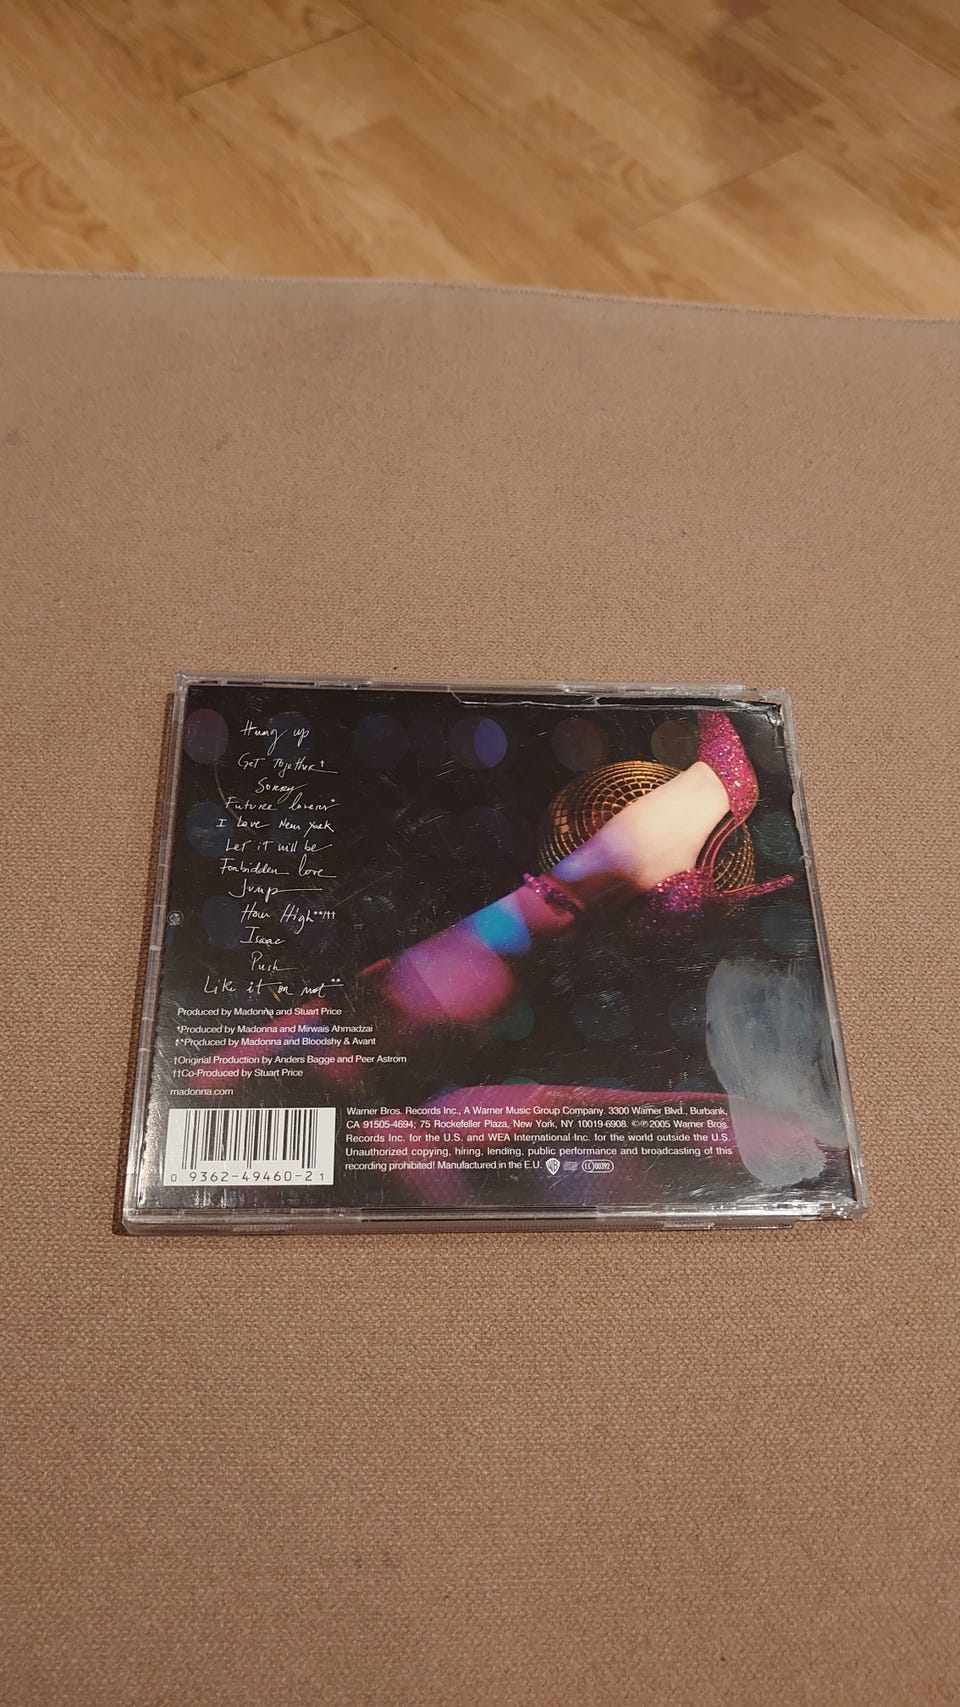 Hung up
Get Together†
Sorry
Future lovers*
I Love New York
Let it will be
Forbidden love
Jump
How High**/††
Isaac
Push
Like it or not**
Produced by Madonna and Stuart Price
*Produced by Madonna and Mirwais Ahmadzai
**Produced by Madonna and Bloodshy & Avant
†Original Production by Anders Bagge and Peer Astrom
††Co-Produced by Stuart Price
madonna.com
Warner Bros. Records Inc., A Warner Music Group Company. 3300 Warner Blvd., Burbank,
CA 91505-4694; 75 Rockefeller Plaza, New York, NY 10019-6908. ©℗2005 Warner Bros.
Records Inc. for the U.S. and WEA International Inc. for the world outside the U.S.
Unauthorized copying, hiring, lending, public performance and broadcasting of this
recording prohibited! Manufactured in the E.U. WB LC 00392
0 9362-49460-2 1